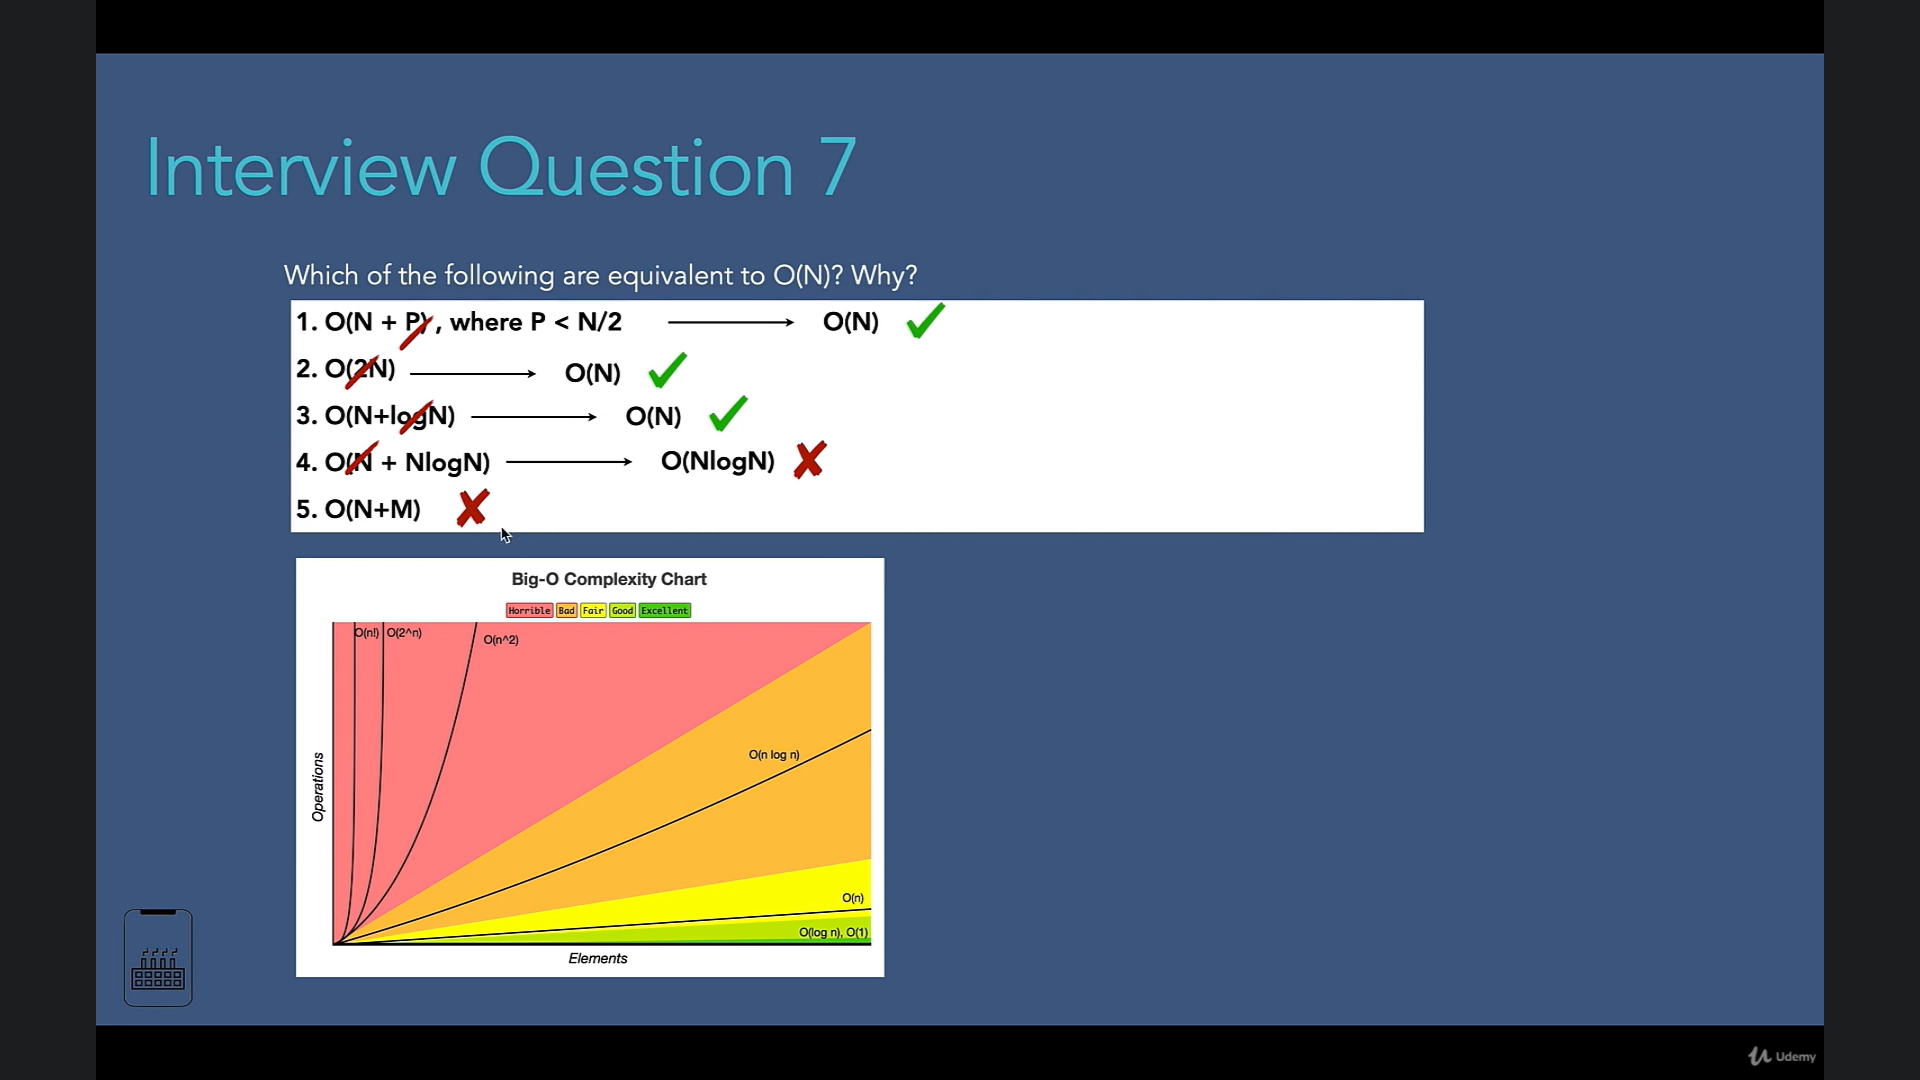 Interview Question 7
Which of the following are equivalent to O(N)? Why?
1. O(N + P) , where P < N/2 O(N)
2. O(2N) O(N)
3. O(N+logN) O(N)
4. O(N + NlogN) O(NlogN)
5. O(N+M)
Big-O Complexity Chart
Horrible Bad Fair Good Excellent
O(n!) O(2^n) O(n^2)
O(n log n)
O(n)
O(log n), O(1)
Operations
Elements
Udemy